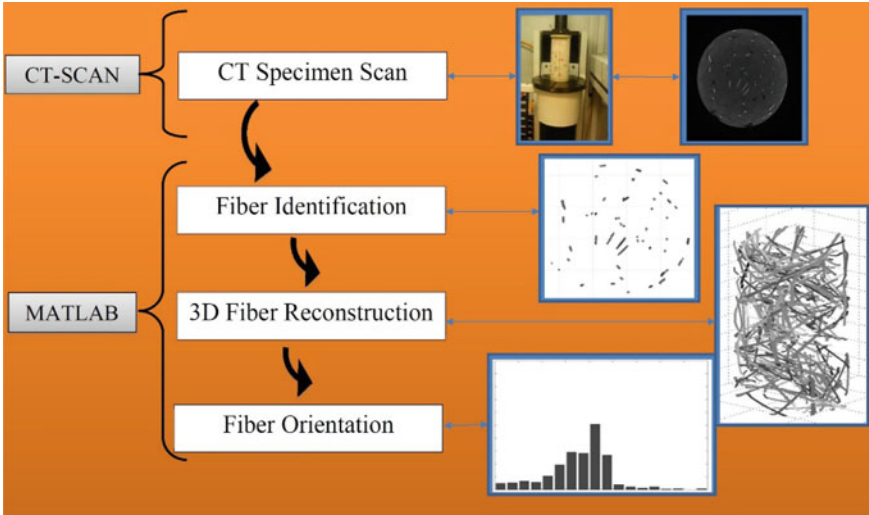 CT-SCAN
CT Specimen Scan
Fiber Identification
MATLAB
3D Fiber Reconstruction
Fiber Orientation